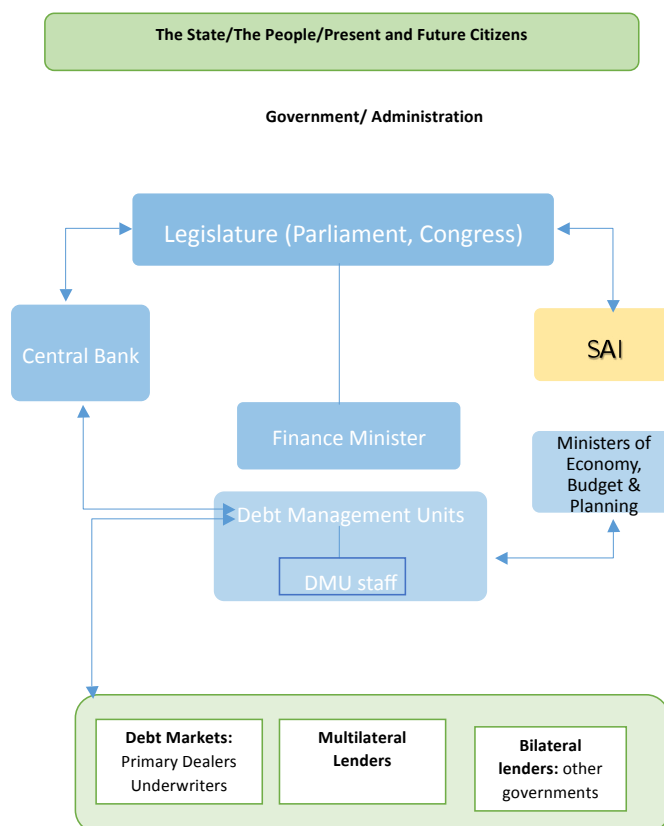 The State/The People/Present and Future Citizens
Government/ Administration
Legislature (Parliament, Congress)
Central Bank
SAI
Finance Minister
Ministers of
Economy,
Budget &
Planning
Debt Management Units
DMU staff
Debt Markets:
Primary Dealers
Underwriters
Multilateral
Lenders
Bilateral
lenders: other
governments